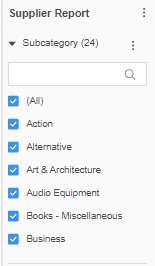 Supplier Report
Subcategory (24)
(All)
Action
Alternative
Art & Architecture
Audio Equipment
Books - Miscellaneous
Business